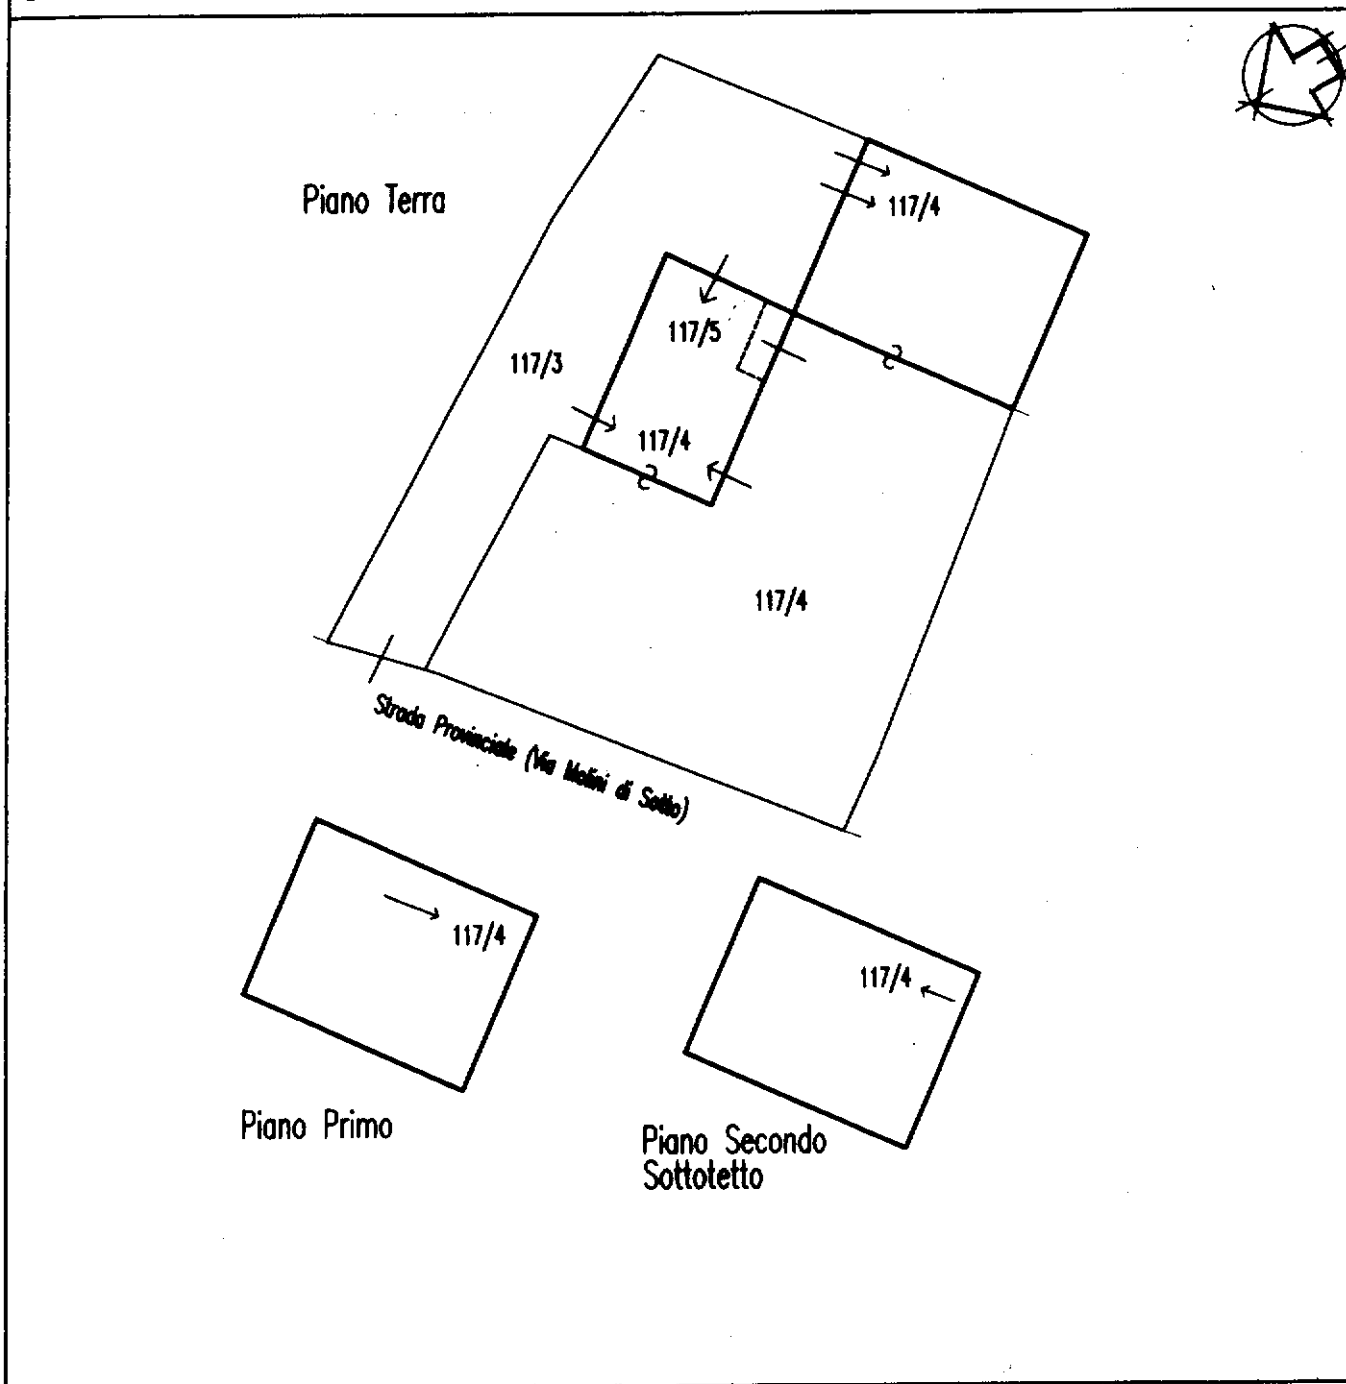 Piano Terra
117/4
117/5
117/3
117/4
117/4
Strada Provinciale (Via Molini di Sotto)
117/4
117/4
Piano Primo
Piano Secondo
Sottotetto